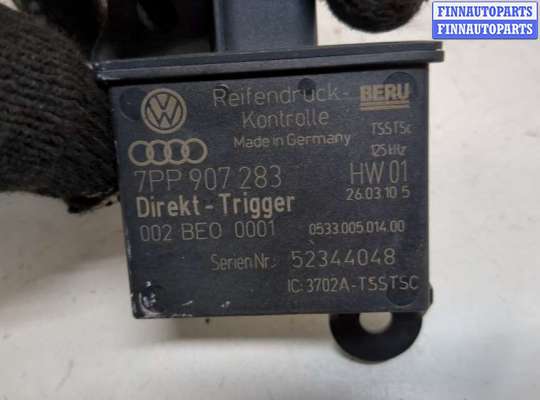 FINNAUTOPARTS
FINNAUTOPARTS
Reifendruck-
Kontrolle
Made in Germany
BERU
TSSTSc
125 kHz
7PP 907 283
HW 01
26.03.10 5
Direkt-Trigger
002 BE0 0001
0533.005.014.00
Serien Nr.: 52344048
IC: 3702A-TSSTSC